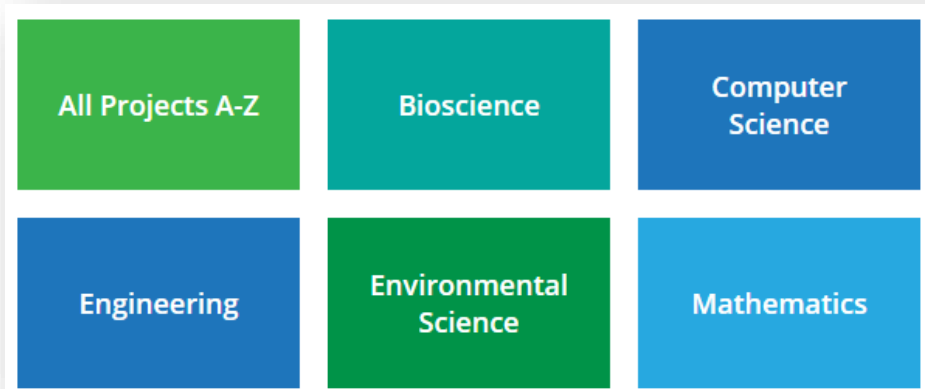 All Projects A-Z
Bioscience
Computer
Science
Engineering
Environmental
Science
Mathematics